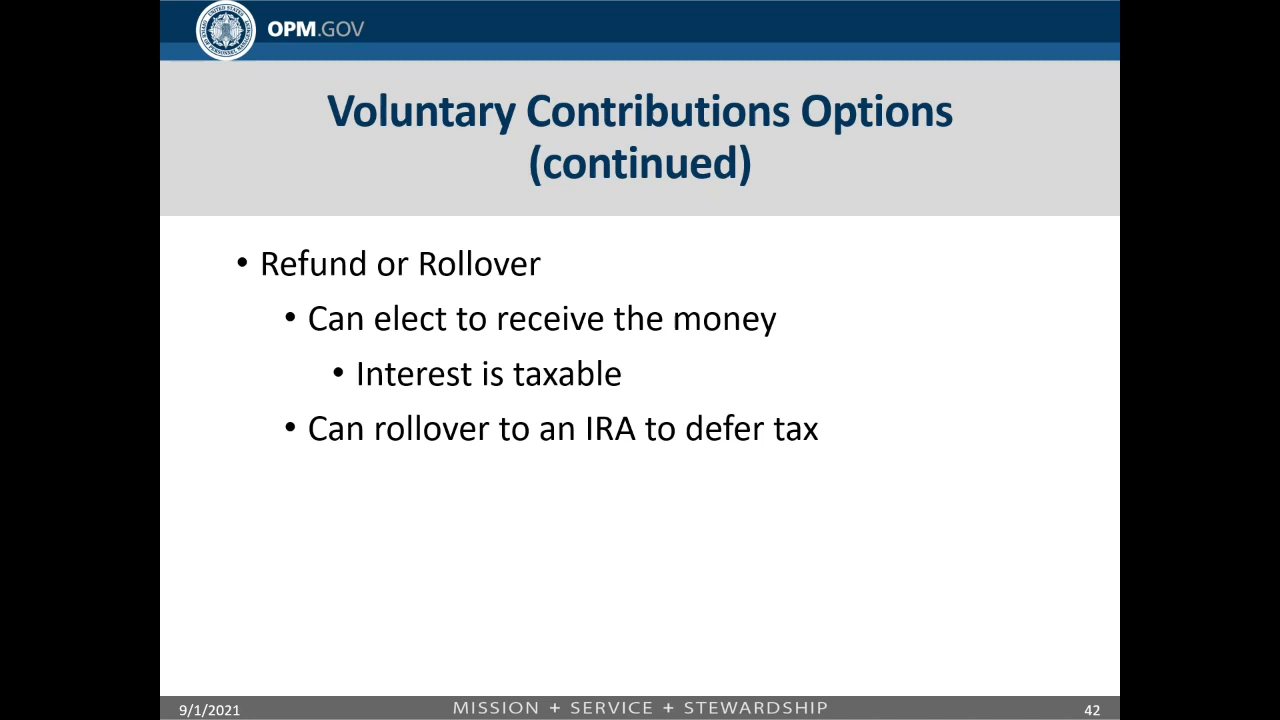 OPM.GOV
Voluntary Contributions Options
(continued)
• Refund or Rollover
• Can elect to receive the money
• Interest is taxable
• Can rollover to an IRA to defer tax
9/1/2021
MISSION + SERVICE + STEWARDSHIP
42